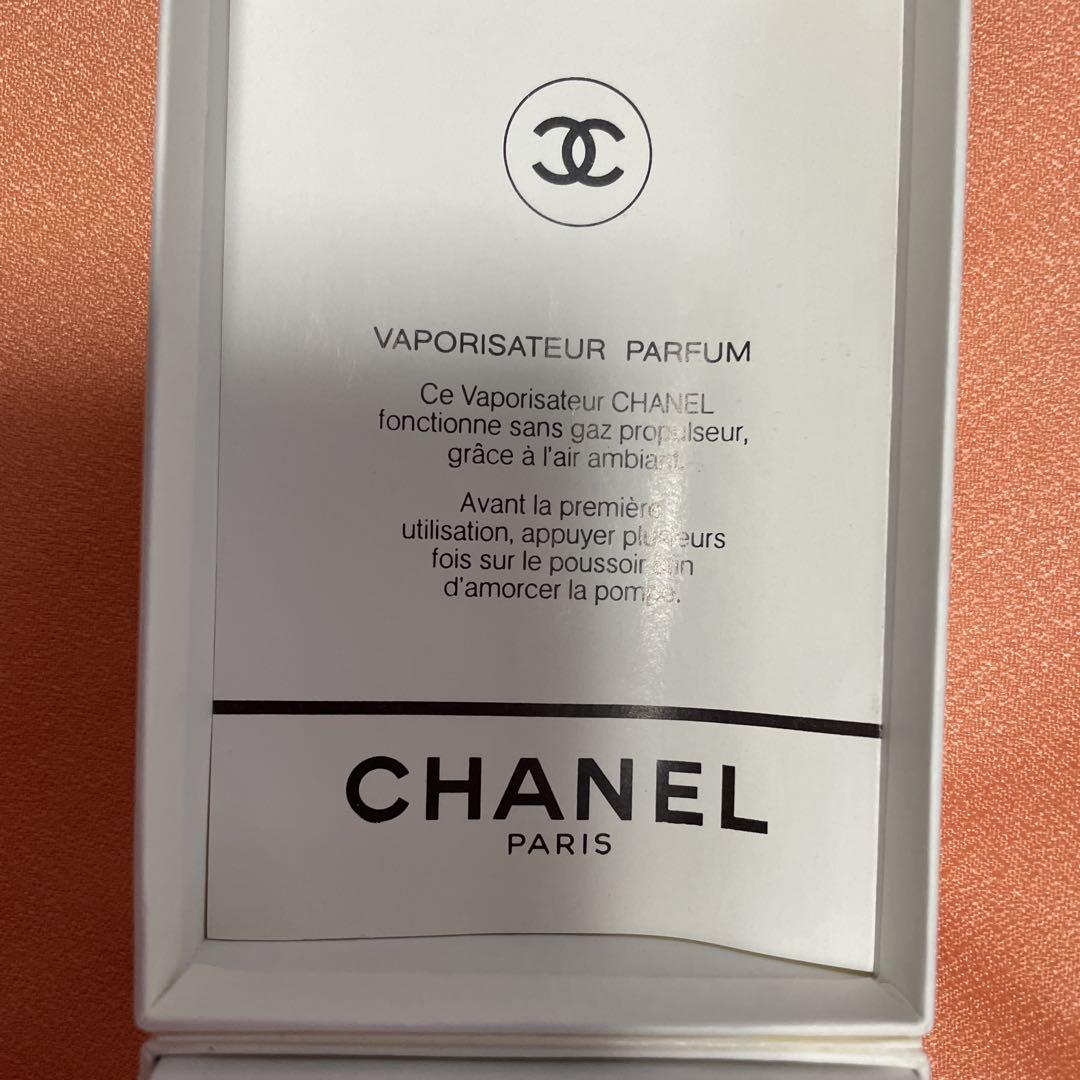 VAPORISATEUR PARFUM
Ce Vaporisateur CHANEL
fonctionne sans gaz propulseur,
grâce à l'air ambiant.
Avant la première
utilisation, appuyer plusieurs
fois sur le poussoir afin
d'amorcer la pompe.
CHANEL
PARIS